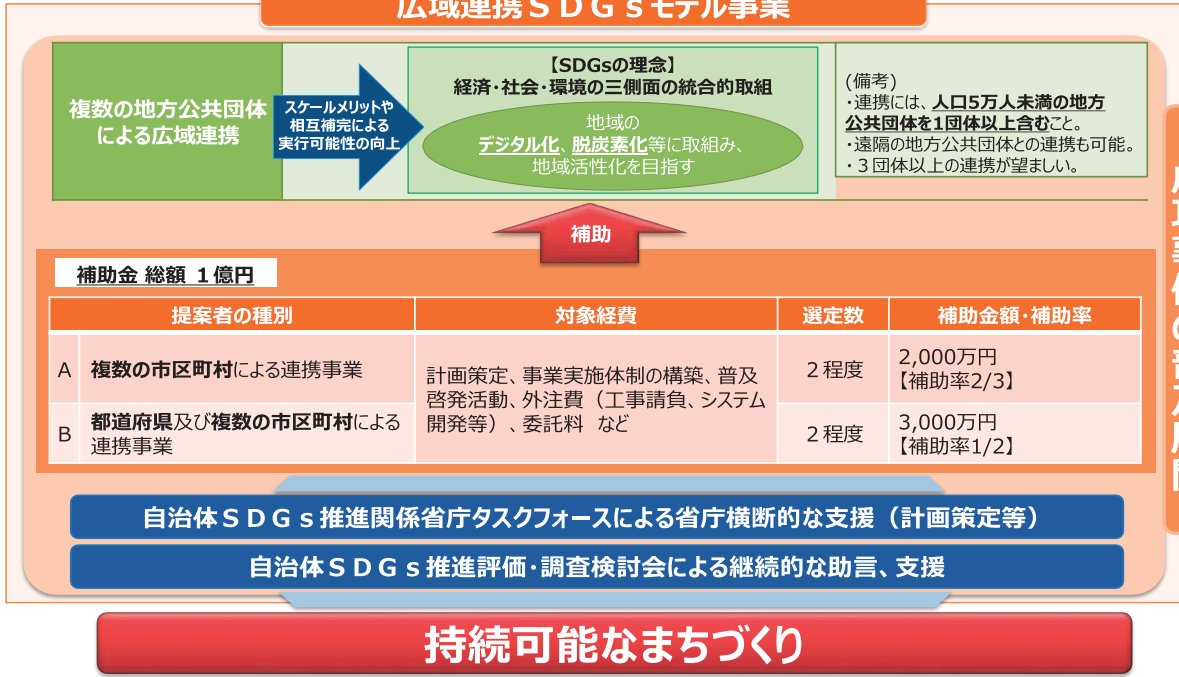 広域連携ＳＤＧｓモデル事業
複数の地方公共団体
による広域連携
スケールメリットや
相互補完による
実行可能性の向上
【SDGsの理念】
経済・社会・環境の三側面の統合的取組
地域の
デジタル化、脱炭素化等に取組み、
地域活性化を目指す
(備考)
・連携には、人口5万人未満の地方
公共団体を1団体以上含むこと。
・遠隔の地方公共団体との連携も可能。
・３団体以上の連携が望ましい。
補助
補助金 総額 １億円
提案者の種別 対象経費 選定数 補助金額・補助率
A 複数の市区町村による連携事業
計画策定、事業実施体制の構築、普及
啓発活動、外注費（工事請負、システム
開発等）、委託料 など
２程度
2,000万円
【補助率2/3】
B 都道府県及び複数の市区町村による
連携事業
２程度
3,000万円
【補助率1/2】
自治体ＳＤＧｓ推進関係省庁タスクフォースによる省庁横断的な支援（計画策定等）
自治体ＳＤＧｓ推進評価・調査検討会による継続的な助言、支援
持続可能なまちづくり